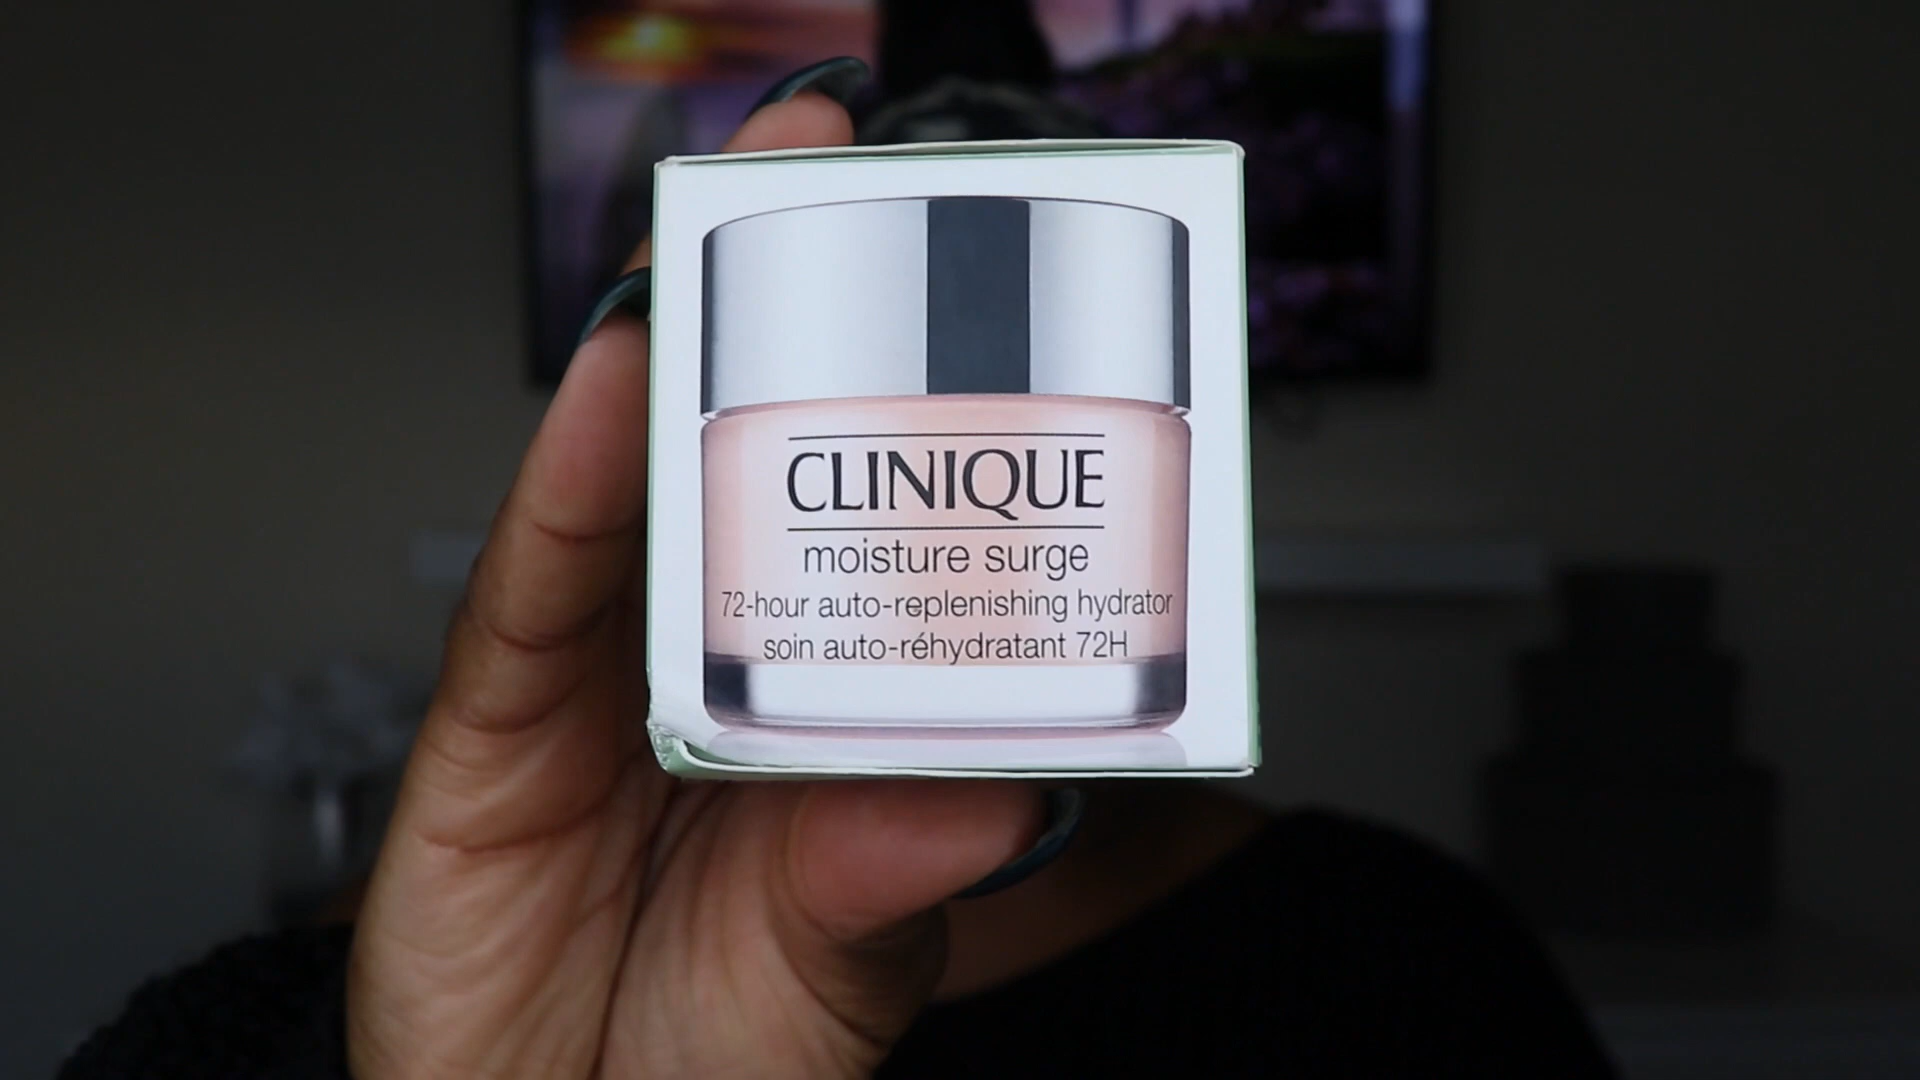 CLINIQUE
moisture surge
72-hour auto-replenishing hydrator
soin auto-réhydratant 72H